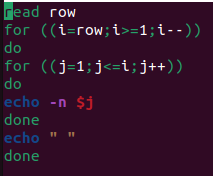 read row
for ((i=row;i>=1;i--))
do
for ((j=1;j<=i;j++))
do
echo -n $j
done
echo " "
done